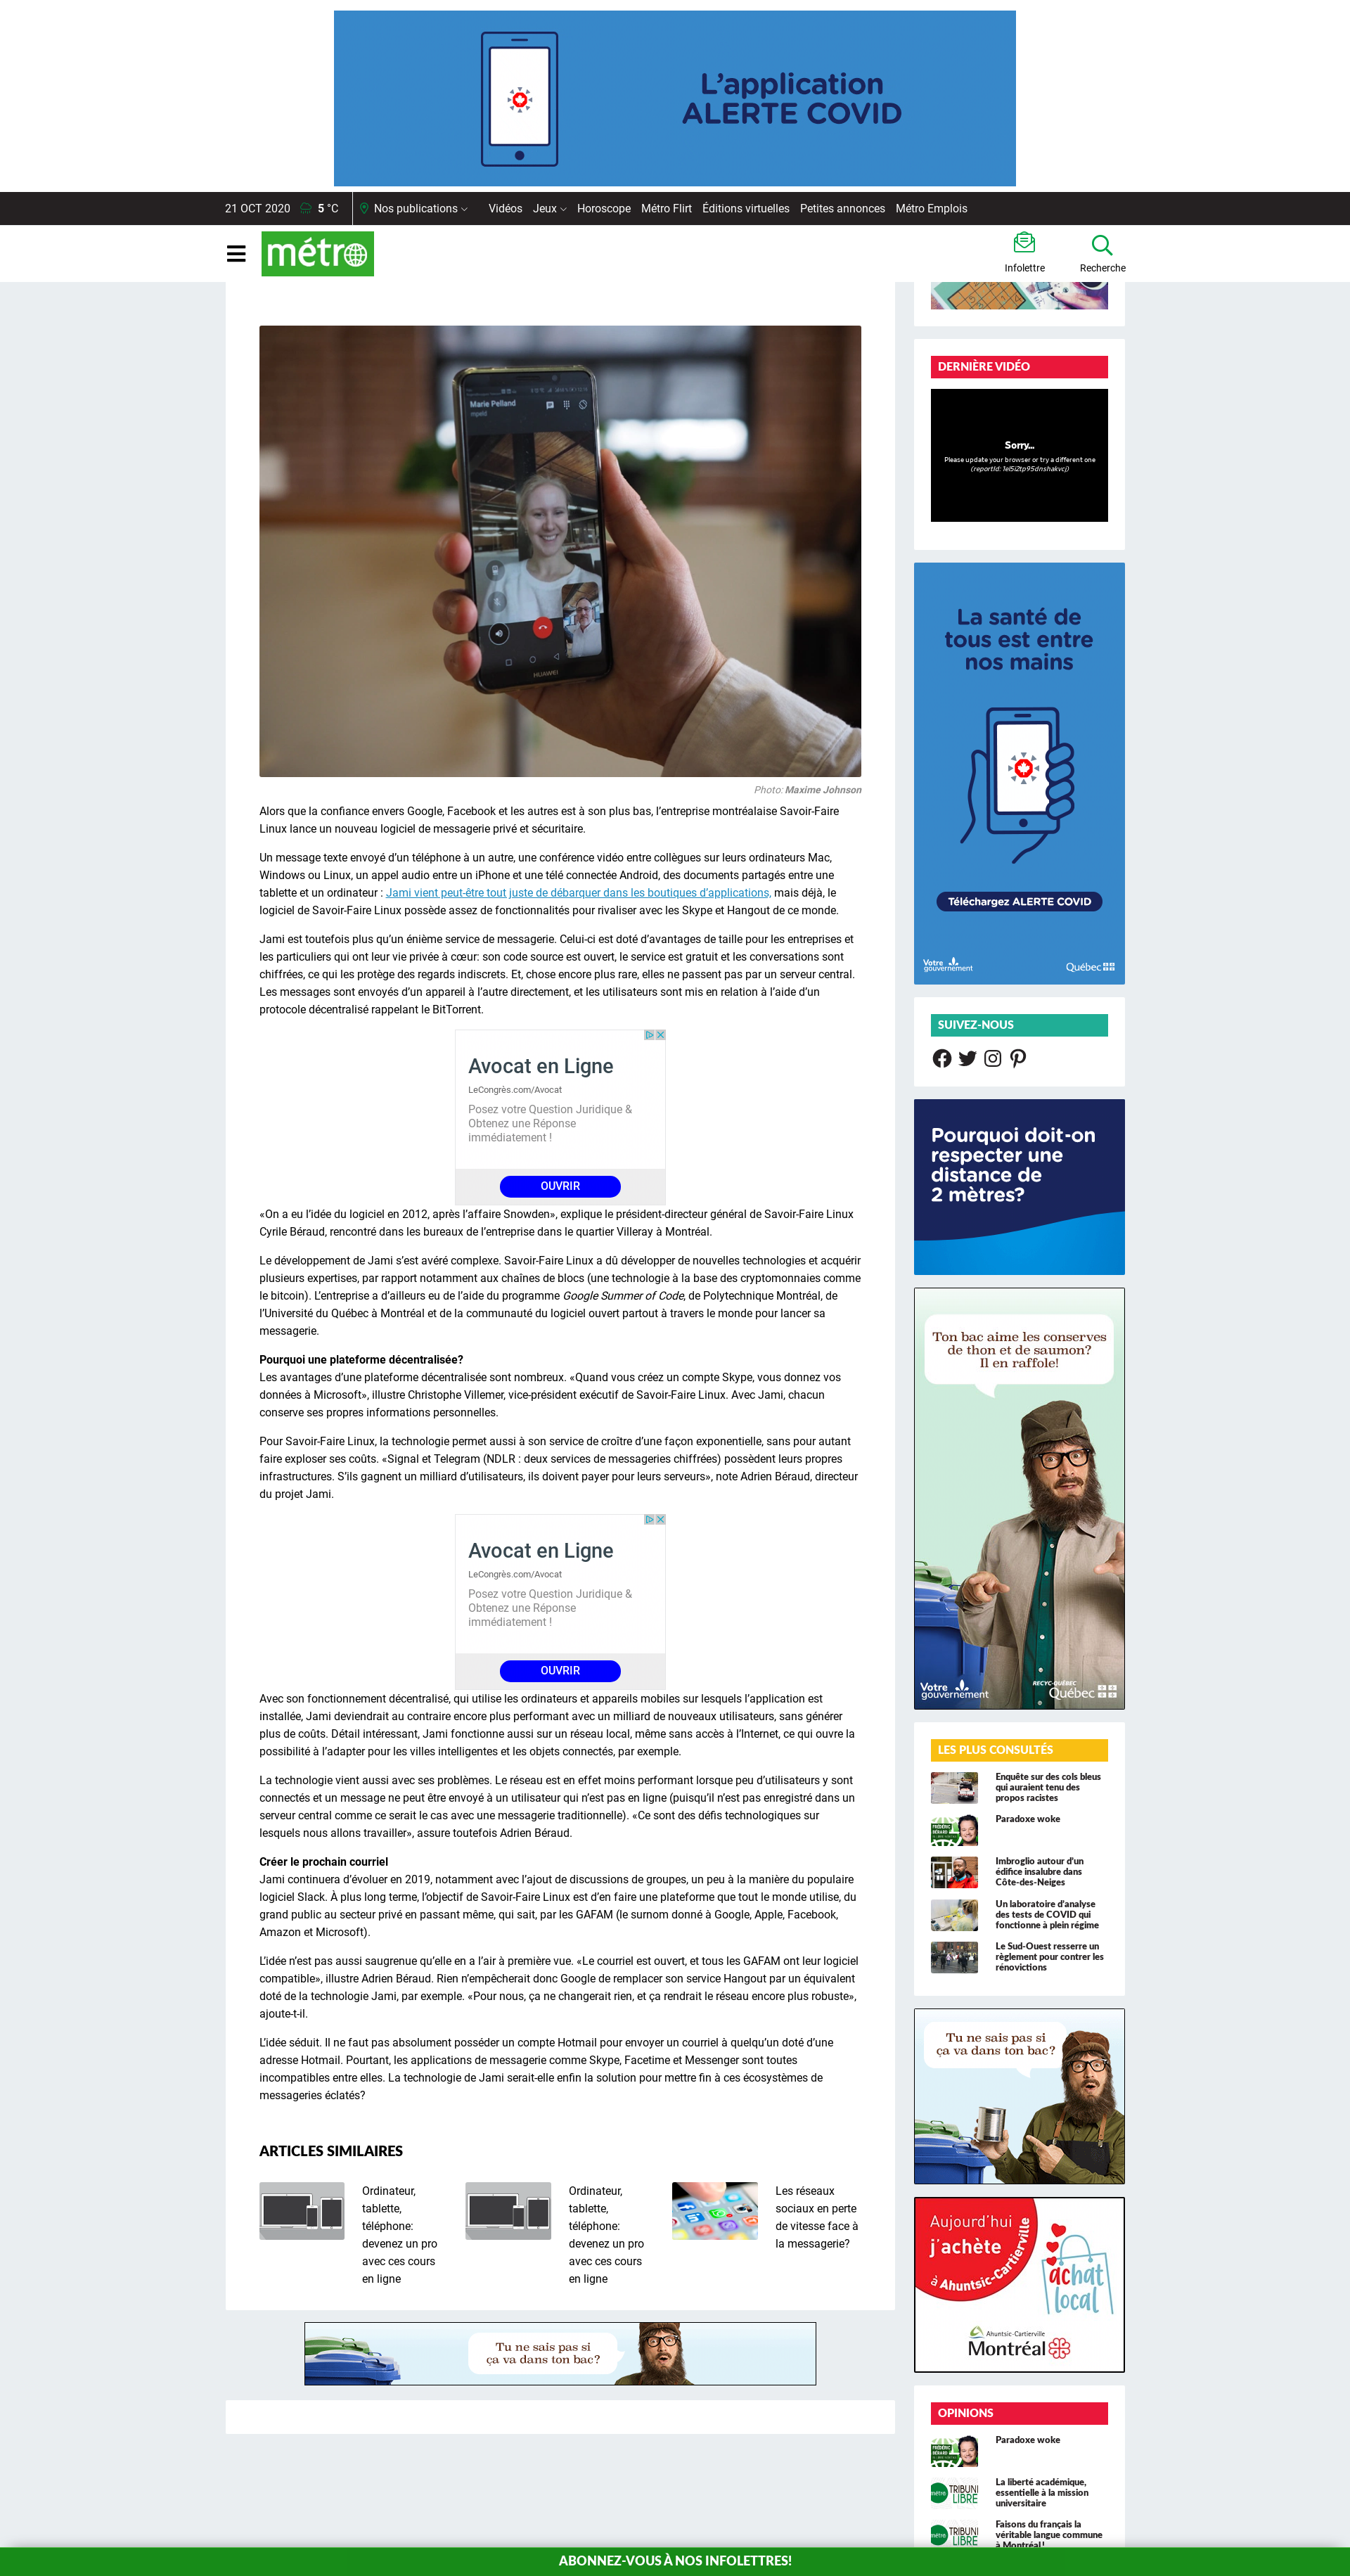 L'application
ALERTE COVID
21 OCT 2020 5 °C Nos publications Vidéos Jeux Horoscope Métro Flirt Éditions virtuelles Petites annonces Métro Emplois
métro
Infolettre
Recherche
Marie Pelland
HUAWEI
Photo: Maxime Johnson
Alors que la confiance envers Google, Facebook et les autres est à son plus bas, l’entreprise montréalaise Savoir-Faire
Linux lance un nouveau logiciel de messagerie privé et sécuritaire.
Un message texte envoyé d’un téléphone à un autre, une conférence vidéo entre collègues sur leurs ordinateurs Mac,
Windows ou Linux, un appel audio entre un iPhone et une télé connectée Android, des documents partagés entre une
tablette et un ordinateur : Jami vient peut-être tout juste de débarquer dans les boutiques d’applications, mais déjà, le
logiciel de Savoir-Faire Linux possède assez de fonctionnalités pour rivaliser avec les Skype et Hangout de ce monde.
Jami est toutefois plus qu’un énième service de messagerie. Celui-ci est doté d’avantages de taille pour les entreprises et
les particuliers qui ont leur vie privée à cœur: son code source est ouvert, le service est gratuit et les conversations sont
chiffrées, ce qui les protège des regards indiscrets. Et, chose encore plus rare, elles ne passent pas par un serveur central.
Les messages sont envoyés d’un appareil à l’autre directement, et les utilisateurs sont mis en relation à l’aide d’un
protocole décentralisé rappelant le BitTorrent.
Avocat en Ligne
LeCongrès.com/Avocat
Posez votre Question Juridique &
Obtenez une Réponse
immédiatement !
OUVRIR
«On a eu l’idée du logiciel en 2012, après l’affaire Snowden», explique le président-directeur général de Savoir-Faire Linux
Cyrile Béraud, rencontré dans les bureaux de l’entreprise dans le quartier Villeray à Montréal.
Le développement de Jami s’est avéré complexe. Savoir-Faire Linux a dû développer de nouvelles technologies et acquérir
plusieurs expertises, par rapport notamment aux chaînes de blocs (une technologie à la base des cryptomonnaies comme
le bitcoin). L’entreprise a d’ailleurs eu de l’aide du programme Google Summer of Code, de Polytechnique Montréal, de
l’Université du Québec à Montréal et de la communauté du logiciel ouvert partout à travers le monde pour lancer sa
messagerie.
Pourquoi une plateforme décentralisée?
Les avantages d’une plateforme décentralisée sont nombreux. «Quand vous créez un compte Skype, vous donnez vos
données à Microsoft», illustre Christophe Villemer, vice-président exécutif de Savoir-Faire Linux. Avec Jami, chacun
conserve ses propres informations personnelles.
Pour Savoir-Faire Linux, la technologie permet aussi à son service de croître d’une façon exponentielle, sans pour autant
faire exploser ses coûts. «Signal et Telegram (NDLR : deux services de messageries chiffrées) possèdent leurs propres
infrastructures. S’ils gagnent un milliard d’utilisateurs, ils doivent payer pour leurs serveurs», note Adrien Béraud, directeur
du projet Jami.
Avocat en Ligne
LeCongrès.com/Avocat
Posez votre Question Juridique &
Obtenez une Réponse
immédiatement !
OUVRIR
Avec son fonctionnement décentralisé, qui utilise les ordinateurs et appareils mobiles sur lesquels l’application est
installée, Jami deviendrait au contraire encore plus performant avec un milliard de nouveaux utilisateurs, sans générer
plus de coûts. Détail intéressant, Jami fonctionne aussi sur un réseau local, même sans accès à l’Internet, ce qui ouvre la
possibilité à l’adapter pour les villes intelligentes et les objets connectés, par exemple.
La technologie vient aussi avec ses problèmes. Le réseau est en effet moins performant lorsque peu d’utilisateurs y sont
connectés et un message ne peut être envoyé à un utilisateur qui n’est pas en ligne (puisqu’il n’est pas enregistré dans un
serveur central comme ce serait le cas avec une messagerie traditionnelle). «Ce sont des défis technologiques sur
lesquels nous allons travailler», assure toutefois Adrien Béraud.
Créer le prochain courriel
Jami continuera d’évoluer en 2019, notamment avec l’ajout de discussions de groupes, un peu à la manière du populaire
logiciel Slack. À plus long terme, l’objectif de Savoir-Faire Linux est d’en faire une plateforme que tout le monde utilise, du
grand public au secteur privé en passant même, qui sait, par les GAFAM (le surnom donné à Google, Apple, Facebook,
Amazon et Microsoft).
L’idée n’est pas aussi saugrenue qu’elle en a l’air à première vue. «Le courriel est ouvert, et tous les GAFAM ont leur logiciel
compatible», illustre Adrien Béraud. Rien n’empêcherait donc Google de remplacer son service Hangout par un équivalent
doté de la technologie Jami, par exemple. «Pour nous, ça ne changerait rien, et ça rendrait le réseau encore plus robuste»,
ajoute-t-il.
L’idée séduit. Il ne faut pas absolument posséder un compte Hotmail pour envoyer un courriel à quelqu’un doté d’une
adresse Hotmail. Pourtant, les applications de messagerie comme Skype, Facetime et Messenger sont toutes
incompatibles entre elles. La technologie de Jami serait-elle enfin la solution pour mettre fin à ces écosystèmes de
messageries éclatés?
ARTICLES SIMILAIRES
Ordinateur,
tablette,
téléphone:
devenez un pro
avec ces cours
en ligne
Ordinateur,
tablette,
téléphone:
devenez un pro
avec ces cours
en ligne
Les réseaux
sociaux en perte
de vitesse face à
la messagerie?
Tu ne sais pas si
ça va dans ton bac?
DERNIÈRE VIDÉO
Sorry...
Please update your browser or try a different one
La santé de
tous est entre
nos mains
Téléchargez ALERTE COVID
Votre
gouvernement
Québec
SUIVEZ-NOUS
Pourquoi doit-on
respecter une
distance de
2 mètres?
Ton bac aime les conserves
de thon et de saumon?
Il en raffole!
Votre
gouvernement
RECYC-QUÉBEC
Québec
LES PLUS CONSULTÉS
Enquête sur des cols bleus
qui auraient tenu des
propos racistes
FRÉDÉRIC
BÉRARD
Paradoxe woke
Imbroglio autour d'un
édifice insalubre dans
Côte-des-Neiges
Un laboratoire d'analyse
des tests de COVID qui
fonctionne à plein régime
Le Sud-Ouest resserre un
règlement pour contrer les
rénovictions
Tu ne sais pas si
ça va dans ton bac?
Aujourd'hui
j'achète
à Ahuntsic-Cartierville
achat
local
Ahuntsic-Cartierville
Montréal
OPINIONS
FRÉDÉRIC
BÉRARD
Paradoxe woke
métro
TRIBUNE
LIBRE
La liberté académique,
essentielle à la mission
universitaire
métro
TRIBUNE
LIBRE
Faisons du français la
véritable langue commune
à Montréal !
ABONNEZ-VOUS À NOS INFOLETTRES!